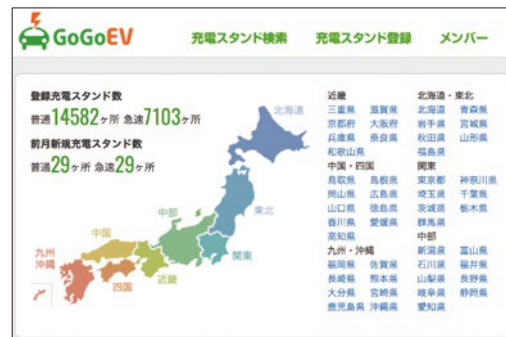 GoGoEV
充電スタンド検索 充電スタンド登録 メンバー
登録充電スタンド数
普通14582ヶ所 急速7103ヶ所
前月新規充電スタンド数
普通29ヶ所 急速29ヶ所
北海道
東北
関東
中部
近畿
中国
四国
九州
沖縄
近畿
三重県 滋賀県
京都府 大阪府
兵庫県 奈良県
和歌山県
中国・四国
鳥取県 島根県
岡山県 広島県
山口県 徳島県
香川県 愛媛県
高知県
九州・沖縄
福岡県 佐賀県
長崎県 熊本県
大分県 宮崎県
鹿児島県 沖縄県
北海道・東北
北海道 青森県
岩手県 宮城県
秋田県 山形県
福島県
関東
東京都 神奈川県
埼玉県 千葉県
茨城県 栃木県
群馬県
中部
新潟県 富山県
石川県 福井県
山梨県 長野県
岐阜県 静岡県
愛知県